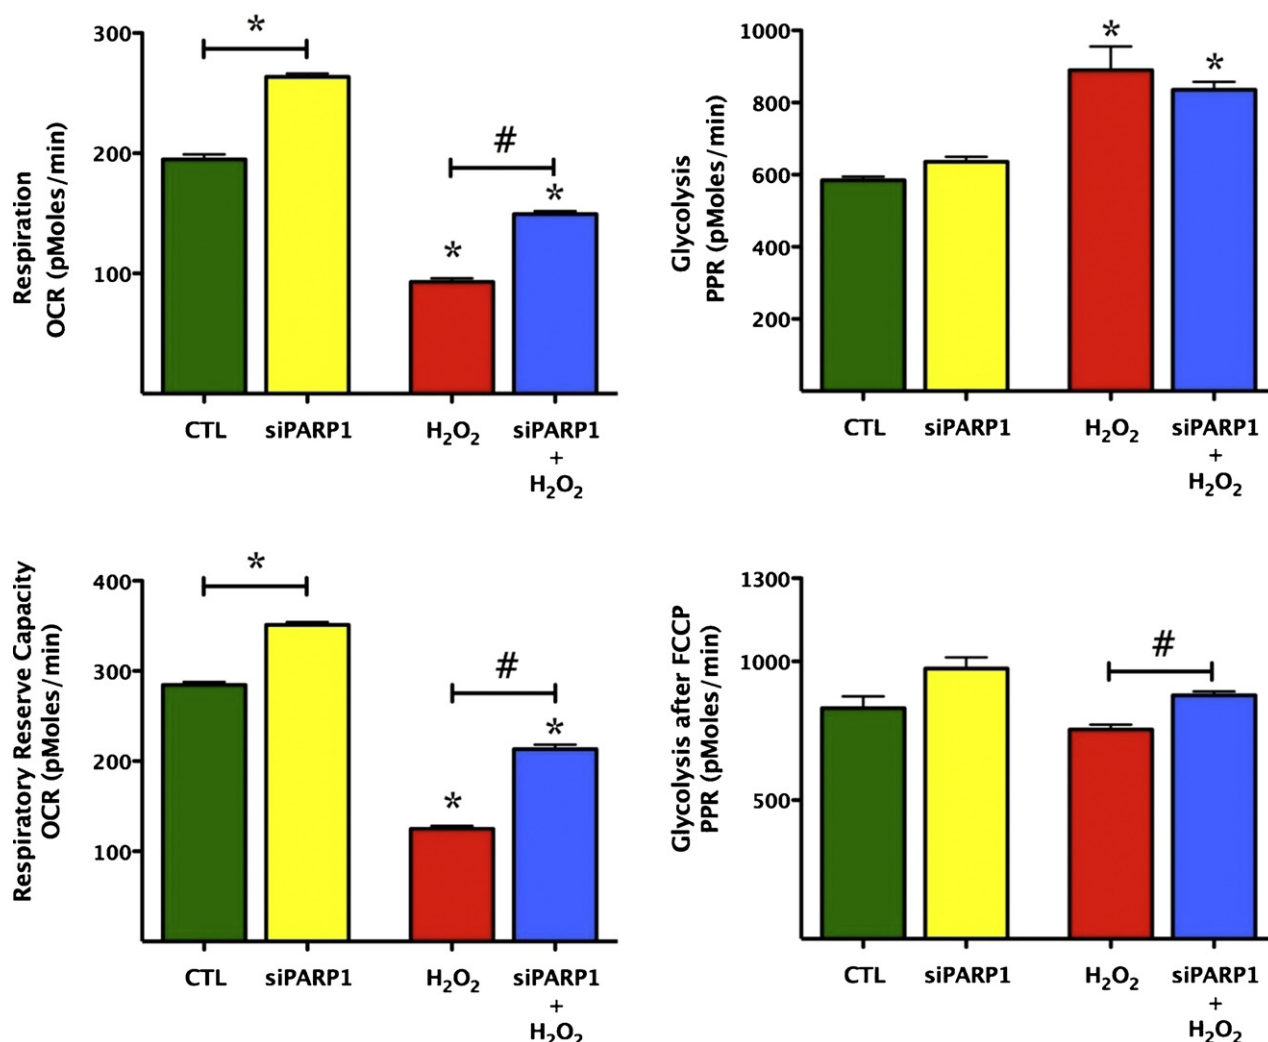 Respiration
OCR (pMoles/min)
300
200
100
*
#
*
*
CTL
siPARP1
H₂O₂
siPARP1
+
H₂O₂
Glycolysis
PPR (pMoles/min)
1000
800
600
400
200
*
*
CTL
siPARP1
H₂O₂
siPARP1
+
H₂O₂
Respiratory Reserve Capacity
OCR (pMoles/min)
400
300
200
100
*
#
*
*
CTL
siPARP1
H₂O₂
siPARP1
+
H₂O₂
Glycolysis after FCCP
PPR (pMoles/min)
1300
1000
500
#
CTL
siPARP1
H₂O₂
siPARP1
+
H₂O₂